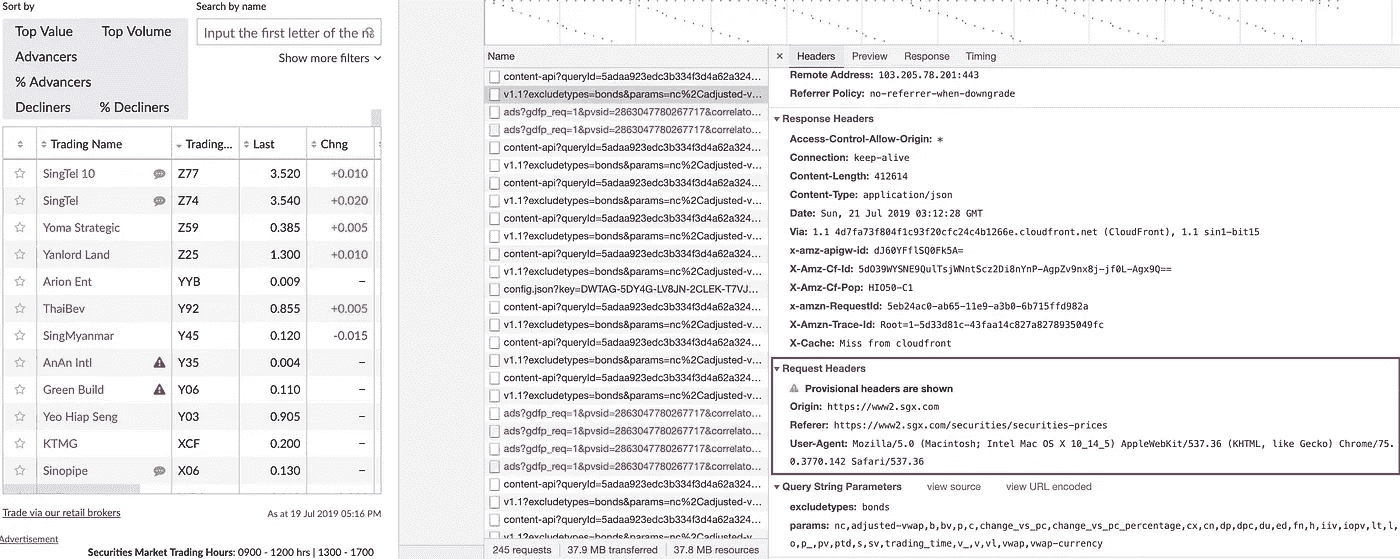 Sort by
Search by name
Top Value Top Volume
Advancers
% Advancers
Decliners % Decliners
Input the first letter of the
Show more filters
Trading Name Trading... Last Chng
SingTel 10 Z77 3.520 +0.010
SingTel Z74 3.540 +0.020
Yoma Strategic Z59 0.385 +0.005
Yanlord Land Z25 1.300 +0.010
Arion Ent YYB 0.009 –
ThaiBev Y92 0.855 +0.005
SingMyanmar Y45 0.120 -0.015
AnAn Intl Y35 0.004 –
Green Build Y06 0.110 –
Yeo Hiap Seng Y03 0.905 –
KTMG XCF 0.200 –
Sinopipe X06 0.130 –
Trade via our retail brokers As at 19 Jul 2019 05:16 PM
Advertisement
Securities Market Trading Hours: 0900 - 1200 hrs | 1300 - 1700
Name
content-api?queryId=5adaa923edc3b334f3d4a62a324...
v1.1?excludetypes=bonds&params=nc%2Cadjusted-v...
ads?gdfp_req=1&pvsid=2863047780267717&correlato...
ads?gdfp_req=1&pvsid=2863047780267717&correlato...
content-api?queryId=5adaa923edc3b334f3d4a62a324...
v1.1?excludetypes=bonds&params=nc%2Cadjusted-v...
content-api?queryId=5adaa923edc3b334f3d4a62a324...
v1.1?excludetypes=bonds&params=nc%2Cadjusted-v...
content-api?queryId=5adaa923edc3b334f3d4a62a324...
v1.1?excludetypes=bonds&params=nc%2Cadjusted-v...
content-api?queryId=5adaa923edc3b334f3d4a62a324...
v1.1?excludetypes=bonds&params=nc%2Cadjusted-v...
config.json?key=DWTAG-5DY4G-LV8JN-2CLEK-T7VJ...
content-api?queryId=5adaa923edc3b334f3d4a62a324...
v1.1?excludetypes=bonds&params=nc%2Cadjusted-v...
content-api?queryId=5adaa923edc3b334f3d4a62a324...
v1.1?excludetypes=bonds&params=nc%2Cadjusted-v...
content-api?queryId=5adaa923edc3b334f3d4a62a324...
v1.1?excludetypes=bonds&params=nc%2Cadjusted-v...
ads?gdfp_req=1&pvsid=2863047780267717&correlato...
ads?gdfp_req=1&pvsid=2863047780267717&correlato...
content-api?queryId=5adaa923edc3b334f3d4a62a324...
ads?gdfp_req=1&pvsid=2863047780267717&correlato...
content-api?queryId=5adaa923edc3b334f3d4a62a324...
v1.1?excludetypes=bonds&params=nc%2Cadjusted-v...
content-api?queryId=5adaa923edc3b334f3d4a62a324...
245 requests 37.9 MB transferred 37.8 MB resources
× Headers Preview Response Timing
Remote Address: 103.205.78.201:443
Referrer Policy: no-referrer-when-downgrade
Response Headers
Access-Control-Allow-Origin: *
Connection: keep-alive
Content-Length: 412614
Content-Type: application/json
Date: Sun, 21 Jul 2019 03:12:28 GMT
Via: 1.1 4d7fa73f804f1c93f20cfc24c4b1266e.cloudfront.net (CloudFront), 1.1 sin1-bit15
x-amz-apigw-id: dJ60YFflSQ0Fk5A=
X-Amz-Cf-Id: 5dO39WYSNE9QulTsjWNntScz2Di8nYnP-AgpZv9nx8j-jf0L-Agx9Q==
X-Amz-Cf-Pop: HIO50-C1
x-amzn-RequestId: 5eb24ac0-ab65-11e9-a3b0-6b715ffd982a
X-Amzn-Trace-Id: Root=1-5d33d81c-43faa14c827a8278935049fc
X-Cache: Miss from cloudfront
Request Headers
Provisional headers are shown
Origin: https://www2.sgx.com
Referer: https://www2.sgx.com/securities/securities-prices
User-Agent: Mozilla/5.0 (Macintosh; Intel Mac OS X 10_14_5) AppleWebKit/537.36 (KHTML, like Gecko) Chrome/75.
0.3770.142 Safari/537.36
Query String Parameters view source view URL encoded
excludetypes: bonds
params: nc,adjusted-vwap,b,bv,p,c,change_vs_pc,change_vs_pc_percentage,cx,cn,dp,dpc,du,ed,fn,h,iiv,iopv,lt,l,
o,p_,pv,ptd,s,sv,trading_time,v_,v,vl,vwap,vwap-currency